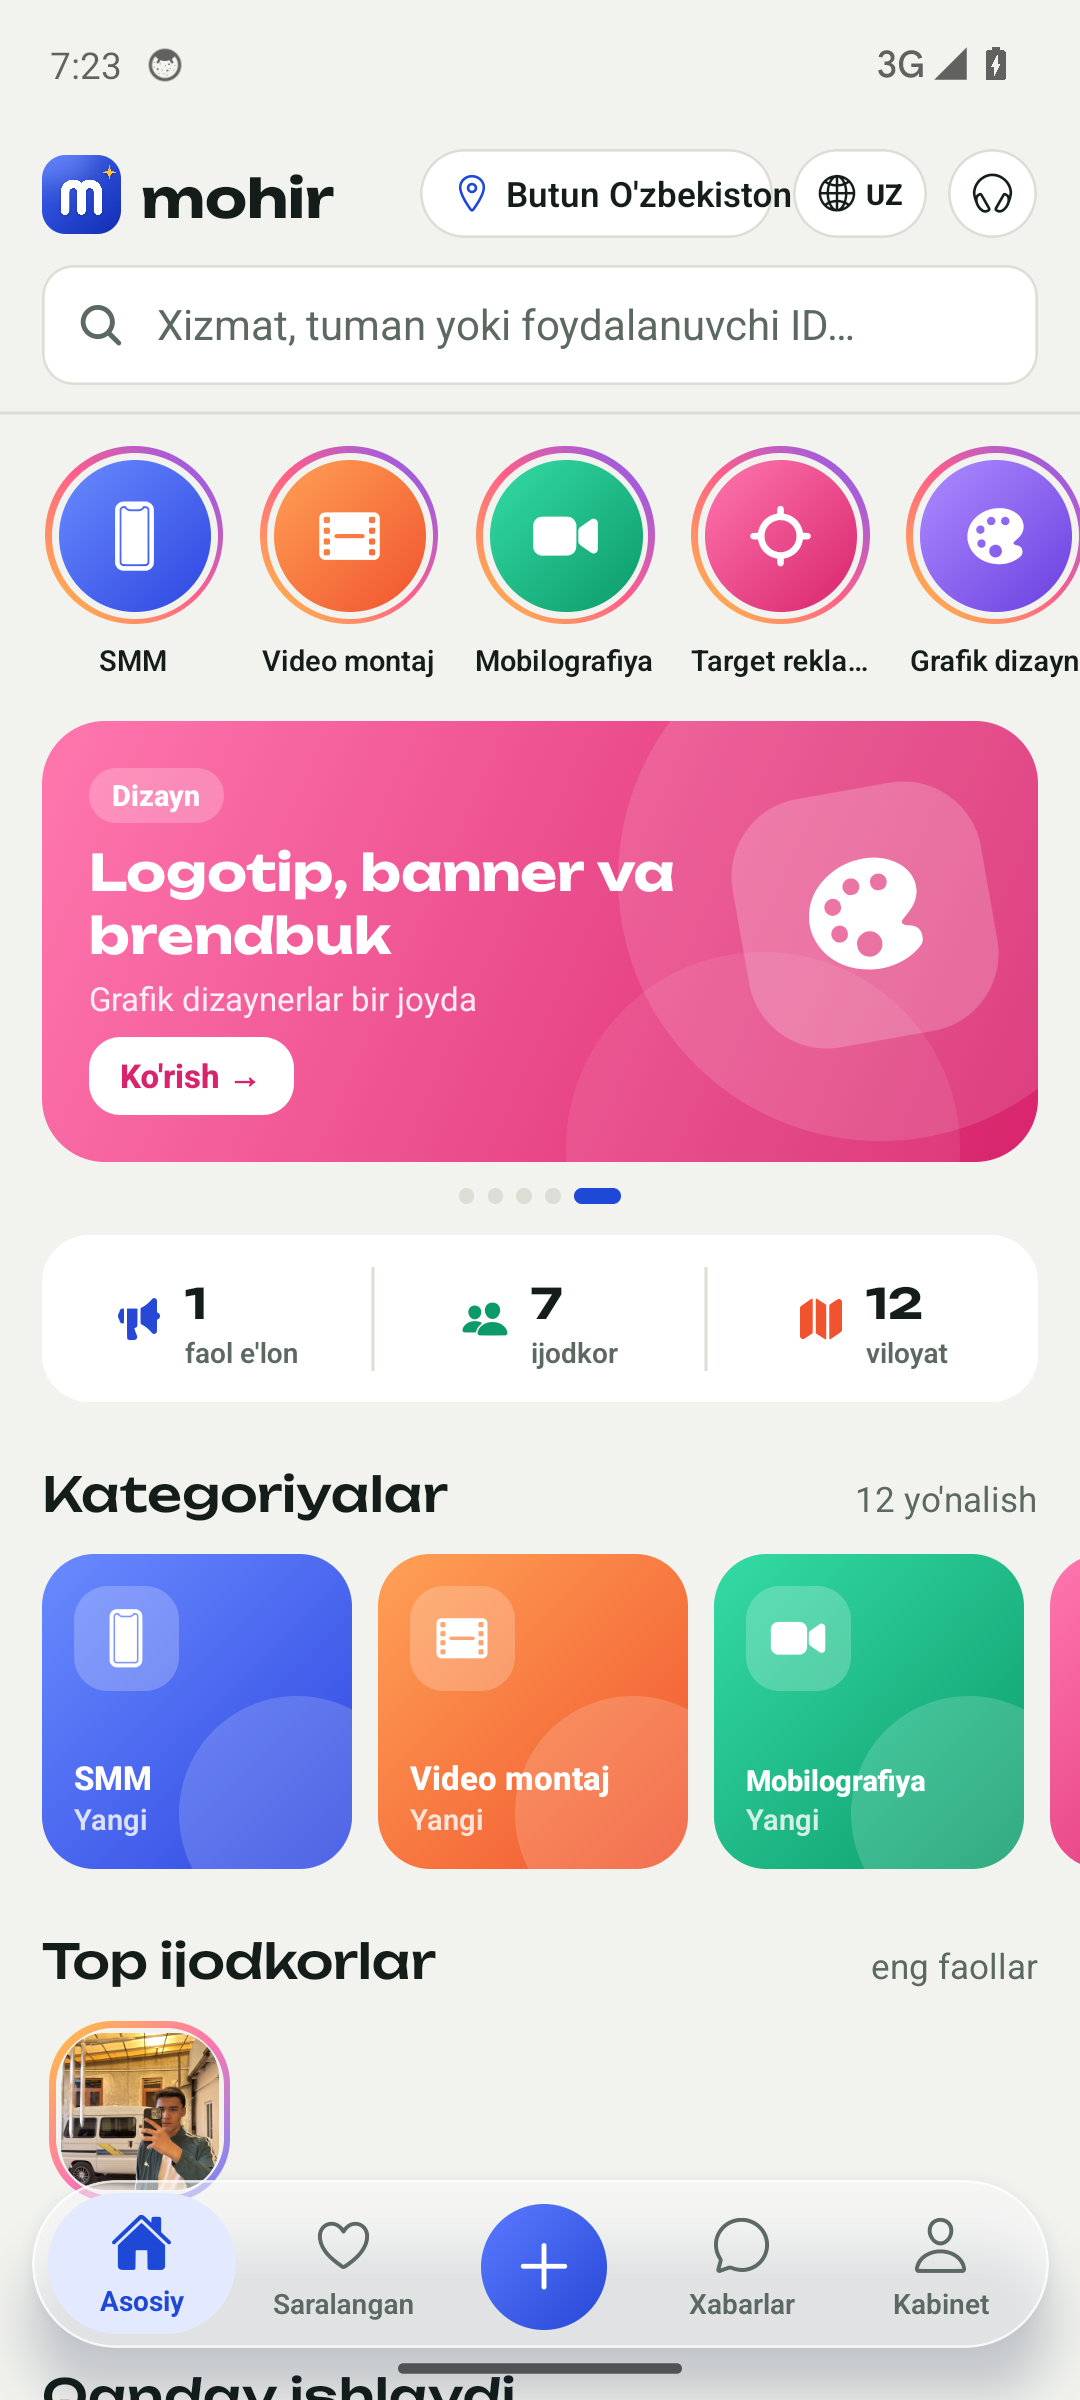 7:23
3G
mohir
Butun O'zbekiston
UZ
Xizmat, tuman yoki foydalanuvchi ID...
SMM
Video montaj
Mobilografiya
Target rekla...
Grafik dizayn
Dizayn
Logotip, banner va
brendbuk
Grafik dizaynerlar bir joyda
Ko'rish →
1
faol e'lon
7
ijodkor
12
viloyat
Kategoriyalar
12 yo'nalish
SMM
Yangi
Video montaj
Yangi
Mobilografiya
Yangi
Top ijodkorlar
eng faollar
Asosiy
Saralangan
Xabarlar
Kabinet
Qanday ishlaydi